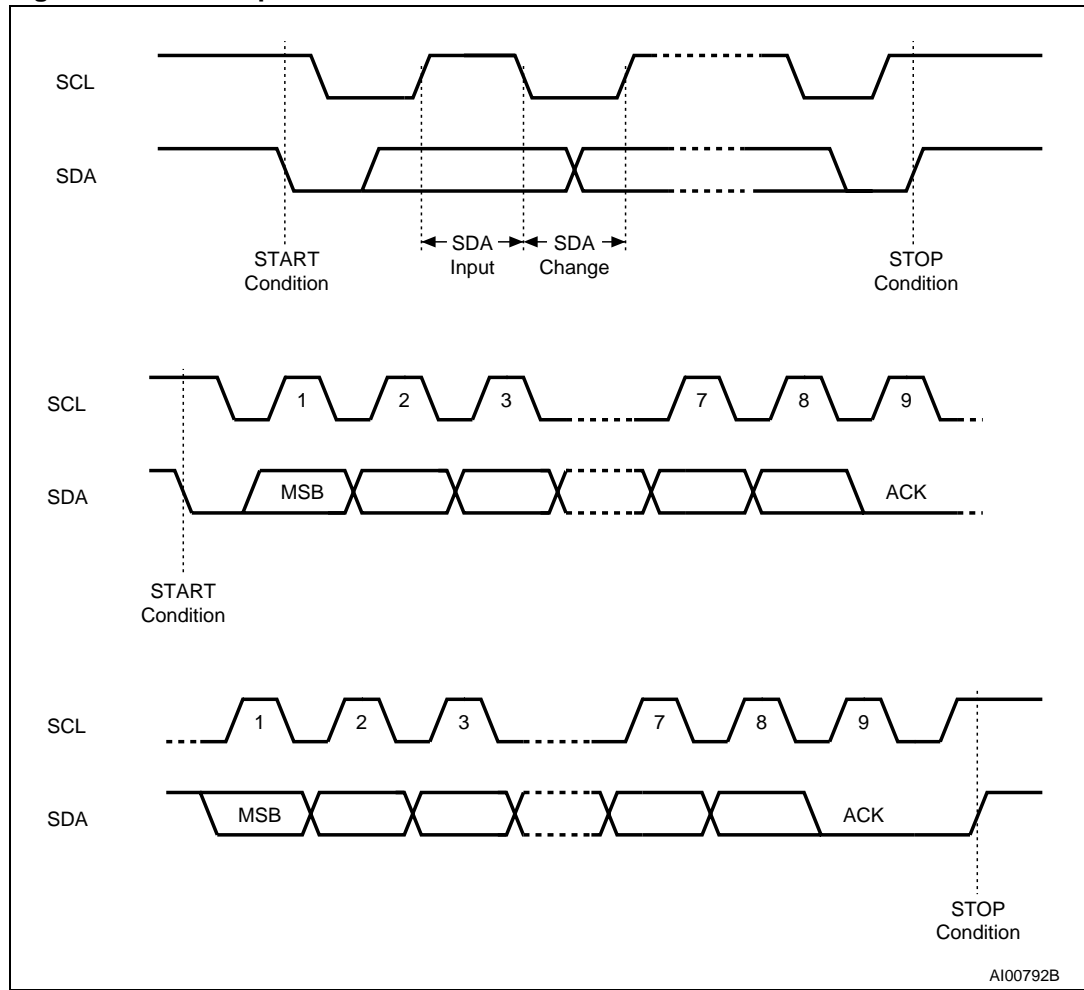 SCL
SDA
START
Condition
SDA
Input
SDA
Change
STOP
Condition
SCL
1
2
3
7
8
9
SDA
MSB
ACK
START
Condition
SCL
1
2
3
7
8
9
SDA
MSB
ACK
STOP
Condition
AI00792B